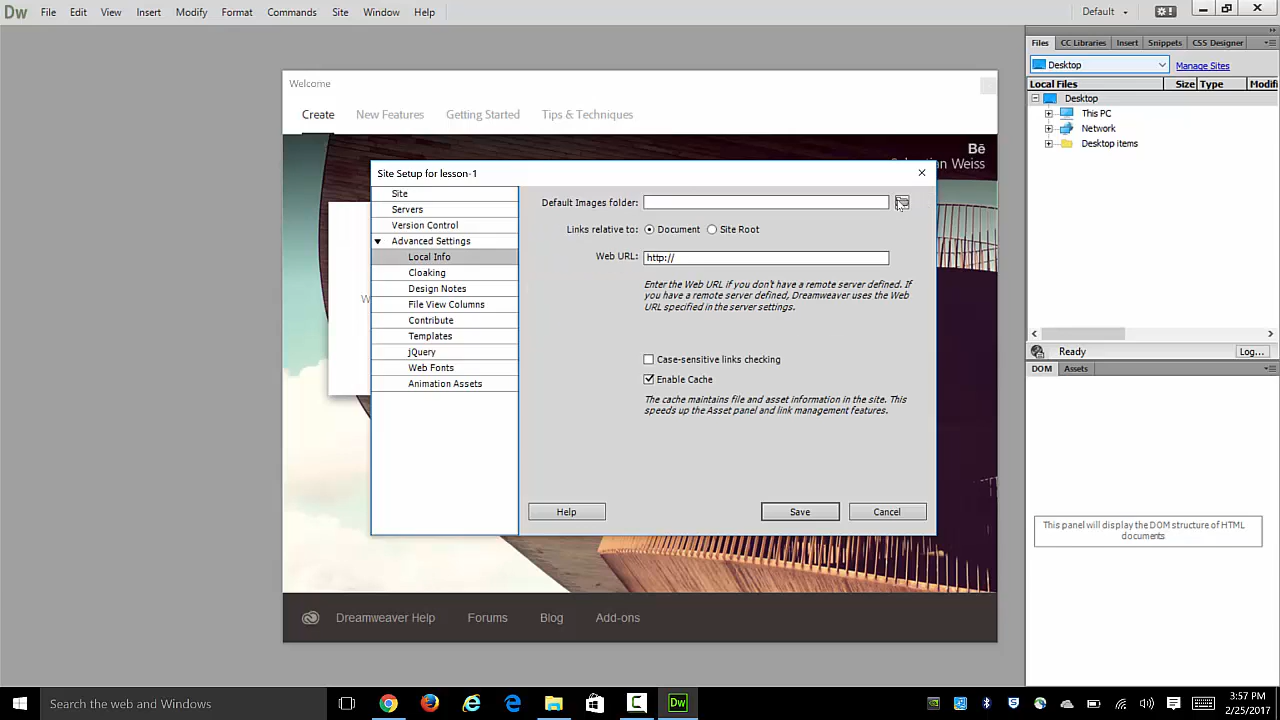 Dw File Edit View Insert Modify Format Commands Site Window Help
Default
Files CC Libraries Insert Snippets CSS Designer
Desktop Manage Sites
Local Files Size Type Modifi
Desktop
This PC
Network
Desktop items
Ready Log...
DOM Assets
This panel will display the DOM structure of HTML
documents
Welcome
Create New Features Getting Started Tips & Techniques
Bē
Sebastian Weiss
W
Site Setup for lesson-1
Site
Servers
Version Control
Advanced Settings
Local Info
Cloaking
Design Notes
File View Columns
Contribute
Templates
jQuery
Web Fonts
Animation Assets
Default Images folder:
Links relative to: Document Site Root
Web URL: http://
Enter the Web URL if you don't have a remote server defined. If
you have a remote server defined, Dreamweaver uses the Web
URL specified in the server settings.
Case-sensitive links checking
Enable Cache
The cache maintains file and asset information in the site. This
speeds up the Asset panel and link management features.
Help Save Cancel
Dreamweaver Help Forums Blog Add-ons
Search the web and Windows
Dw
3:57 PM
2/25/2017